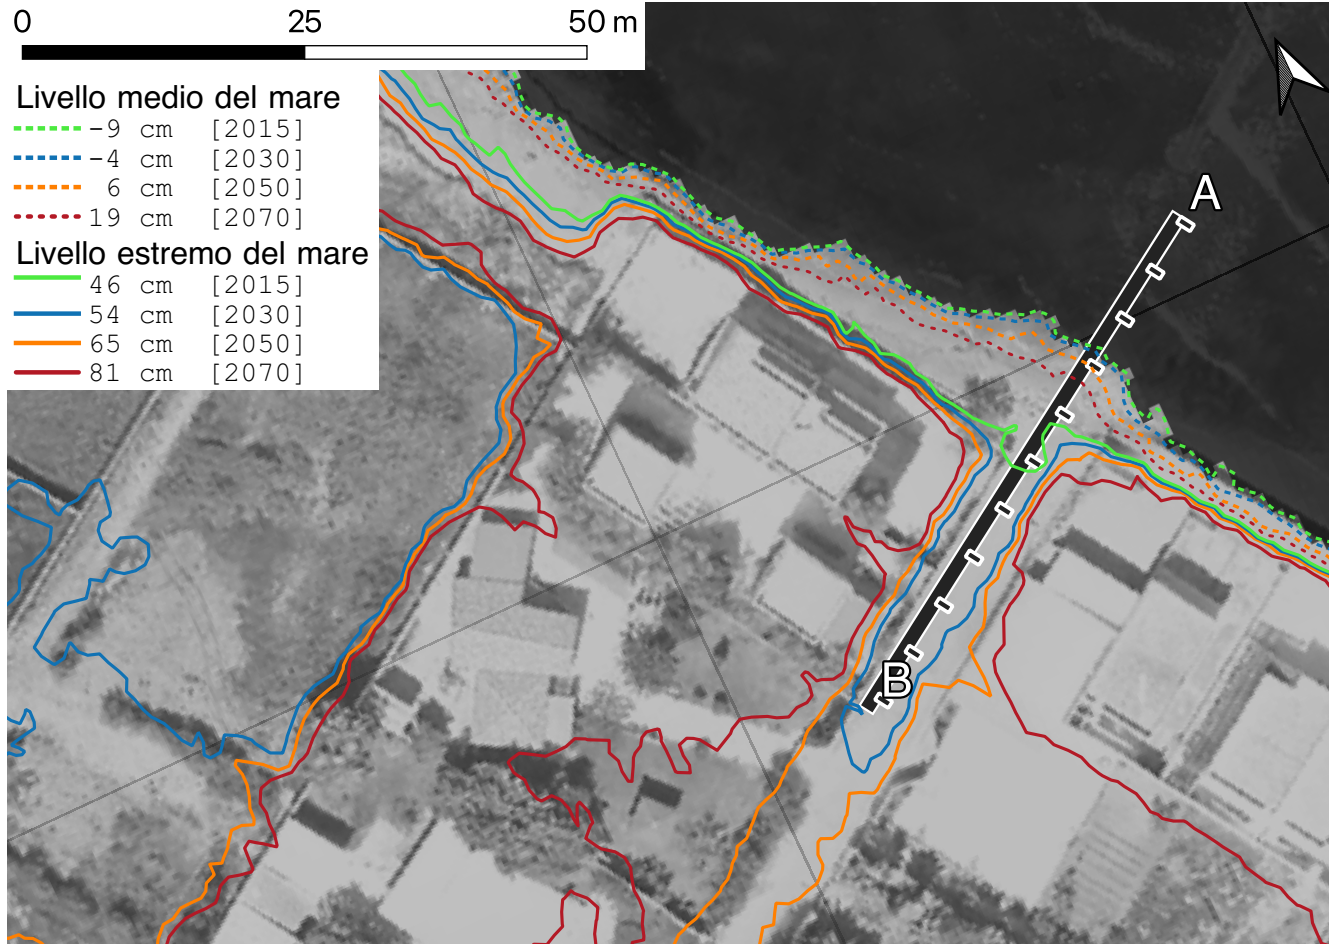 0 25 50 m
Livello medio del mare
-9 cm [2015]
-4 cm [2030]
6 cm [2050]
19 cm [2070]
Livello estremo del mare
46 cm [2015]
54 cm [2030]
65 cm [2050]
81 cm [2070]
A
B